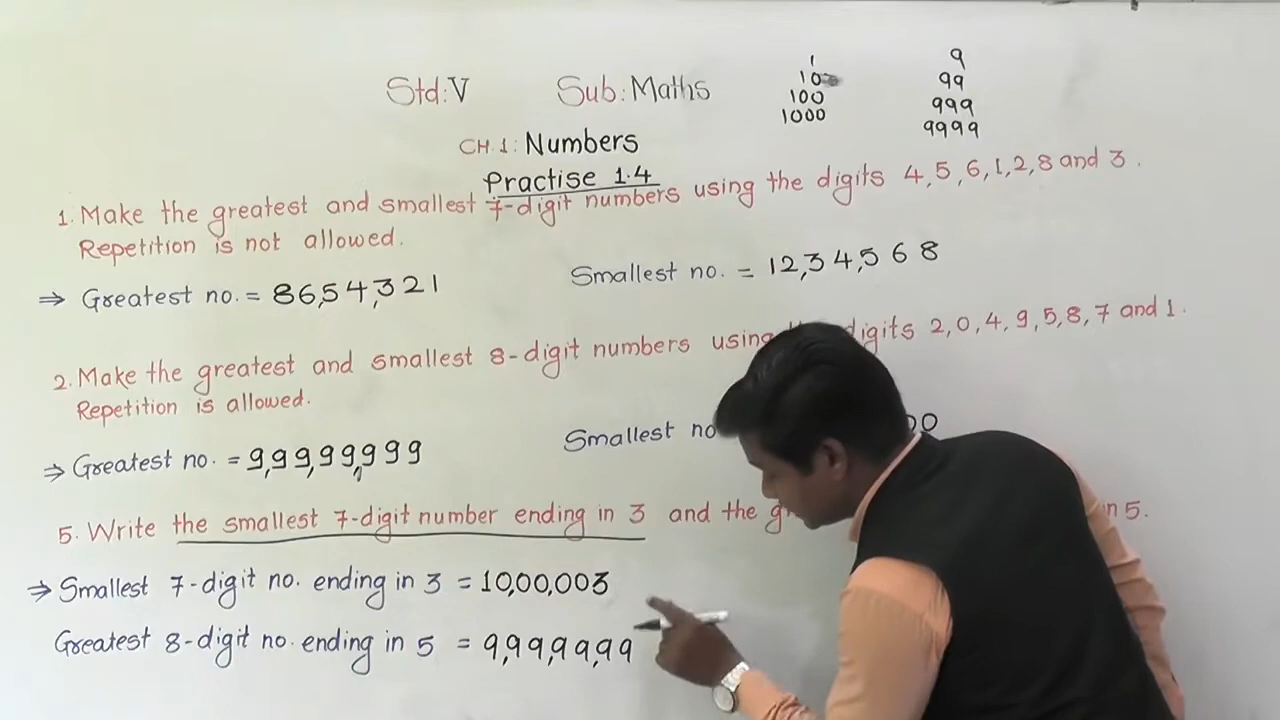 Std:V Sub:Maths
1
10
100
1000
9
99
999
9999
CH.1: Numbers
Practise 1.4
1. Make the greatest and smallest 7-digit numbers using the digits 4,5,6,1,2,8 and 3.
Repetition is not allowed.
⇒ Greatest no. = 86,54,321 Smallest no. = 12,34,568
2. Make the greatest and smallest 8-digit numbers using digits 2,0,4,9,5,8,7 and 1.
Repetition is allowed.
⇒ Greatest no. = 9,99,99,999 Smallest no
5. Write the smallest 7-digit number ending in 3 and the in 5.
⇒ Smallest 7-digit no. ending in 3 = 10,00,003
Greatest 8-digit no. ending in 5 = 9,99,99,99